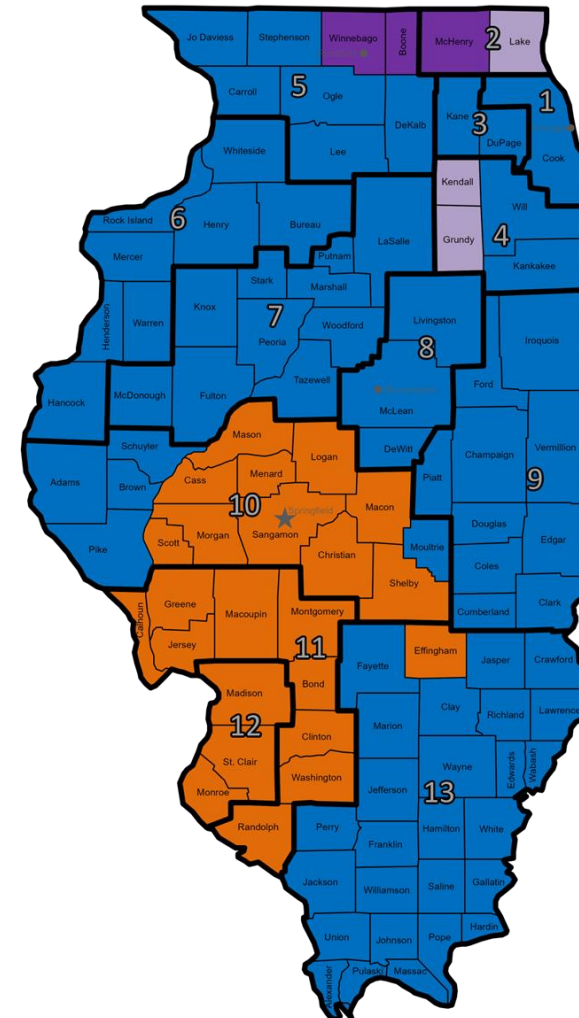 Jo Daviess
Stephenson
Winnebago
Boone
McHenry
2
Lake
Carroll
5
Ogle
DeKalb
Kane
3
1
DuPage
Cook
Whiteside
Lee
Kendall
Will
Rock Island
6
Henry
Bureau
LaSalle
Grundy
4
Mercer
Putnam
Kankakee
Stark
Marshall
Henderson
Warren
Knox
7
Peoria
Woodford
Livingston
8
Iroquois
Hancock
McDonough
Fulton
Tazewell
McLean
Ford
Schuyler
Mason
Logan
DeWitt
Champaign
Vermillion
Adams
Brown
Cass
Menard
10
Springfield
Sangamon
Macon
Piatt
9
Pike
Scott
Morgan
Christian
Moultrie
Douglas
Edgar
Shelby
Coles
Cumberland
Clark
Calhoun
Greene
Macoupin
Montgomery
Jersey
11
Fayette
Effingham
Jasper
Crawford
Madison
Bond
12
Clay
Richland
Lawrence
Marion
Clinton
St. Clair
Wayne
Edwards
Wabash
Washington
Monroe
Jefferson
13
Randolph
Perry
Hamilton
White
Franklin
Jackson
Williamson
Saline
Gallatin
Union
Johnson
Pope
Hardin
Alexander
Pulaski
Massac